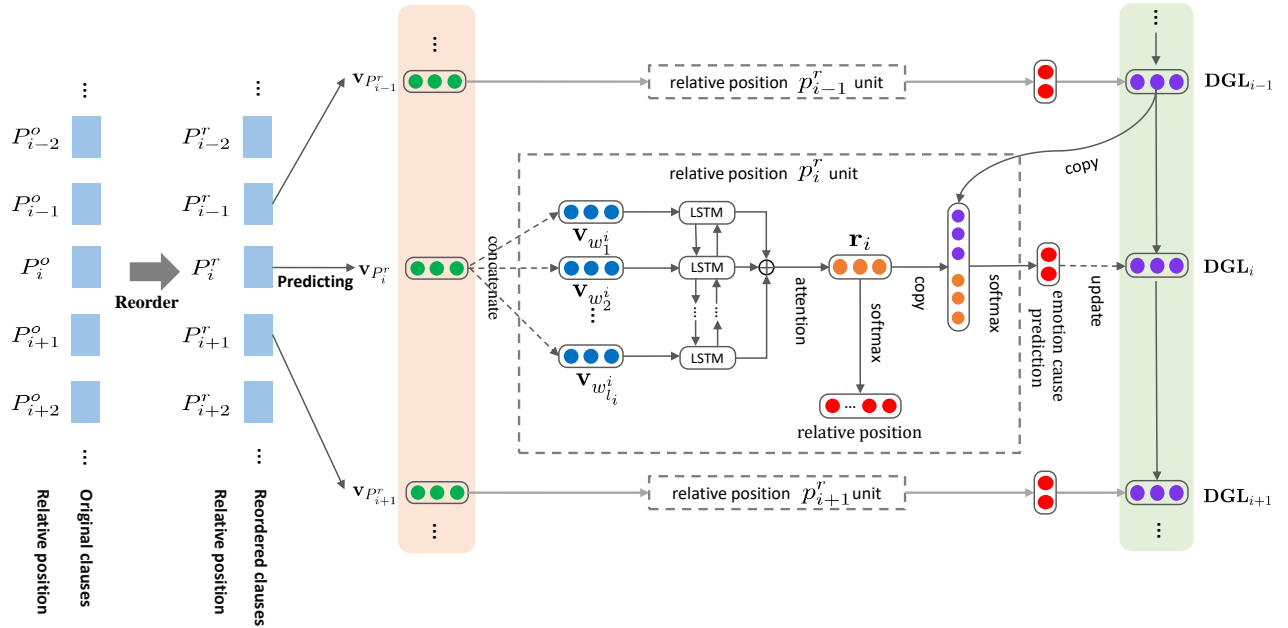 ⋮
⋮
⋮
⋮
P^o_{i-2}
P^o_{i-1}
P^o_i
P^o_{i+1}
P^o_{i+2}
⋮
Relative position
Original clauses
Reorder
P^r_{i-2}
P^r_{i-1}
P^r_i
P^r_{i+1}
P^r_{i+2}
⋮
Relative position
Reordered clauses
Predicting
v_{P^r_{i-1}}
v_{P^r_i}
v_{P^r_{i+1}}
⋮
relative position p^r_{i-1} unit
relative position p^r_i unit
concatenate
v_{w^i_1}
v_{w^i_2}
...
v_{w^i_{l_i}}
LSTM
LSTM
... ...
LSTM
attention
r_i
softmax
...
relative position
copy
copy
softmax
emotion cause
prediction
update
relative position p^r_{i+1} unit
DGL_{i-1}
DGL_i
DGL_{i+1}
⋮